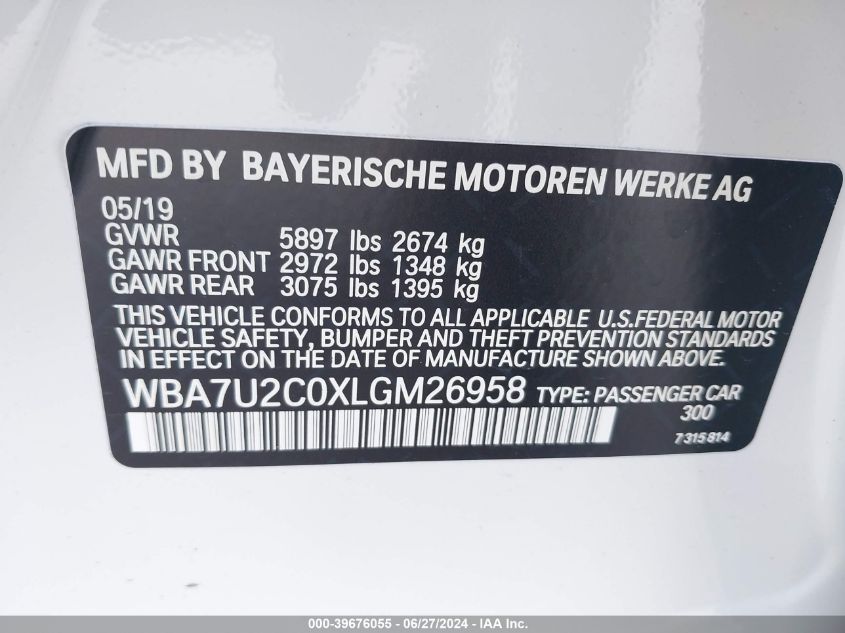 MFD BY BAYERISCHE MOTOREN WERKE AG
05/19
GVWR 5897 lbs 2674 kg
GAWR FRONT 2972 lbs 1348 kg
GAWR REAR 3075 lbs 1395 kg
THIS VEHICLE CONFORMS TO ALL APPLICABLE U.S.FEDERAL MOTOR
VEHICLE SAFETY, BUMPER AND THEFT PREVENTION STANDARDS
IN EFFECT ON THE DATE OF MANUFACTURE SHOWN ABOVE.
WBA7U2C0XLGM26958 TYPE: PASSENGER CAR
300
7315814
000-39676055 - 06/27/2024 - IAA Inc.